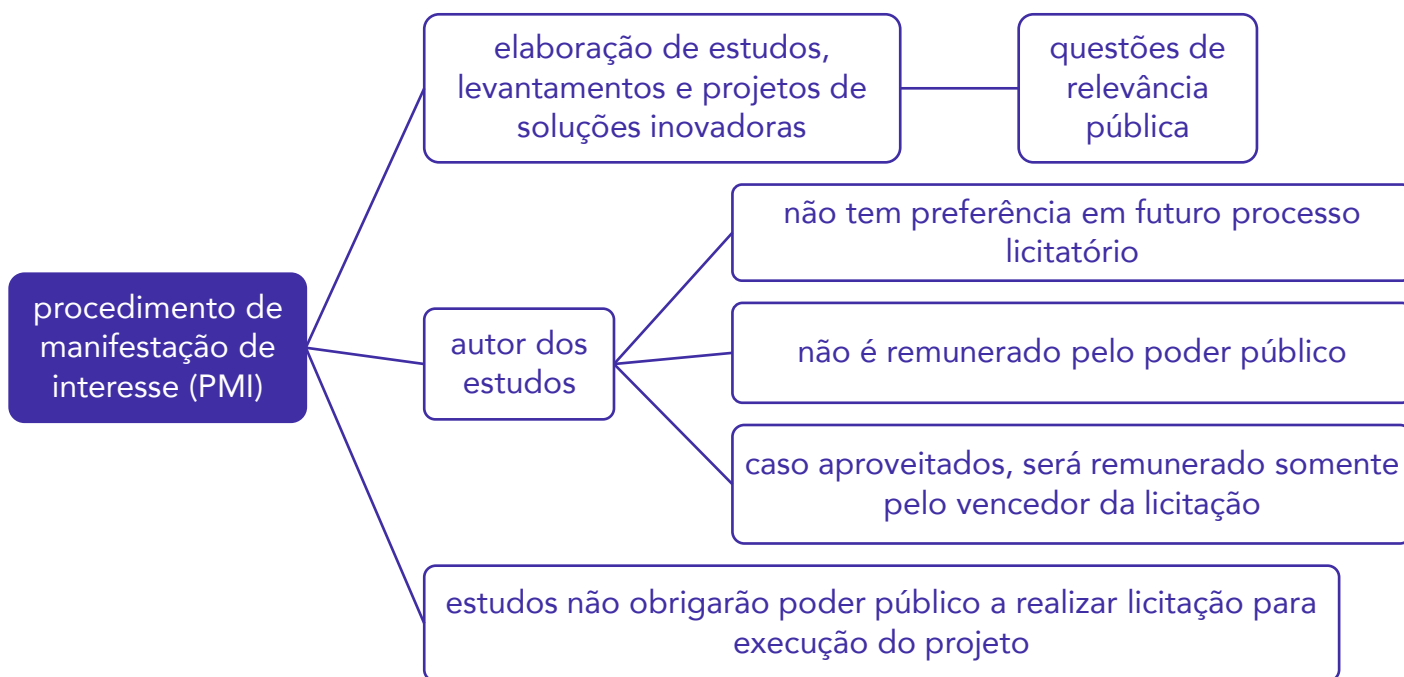 procedimento de
manifestação de
interesse (PMI)
elaboração de estudos,
levantamentos e projetos de
soluções inovadoras
questões de
relevância
pública
autor dos
estudos
não tem preferência em futuro processo
licitatório
não é remunerado pelo poder público
caso aproveitados, será remunerado somente
pelo vencedor da licitação
estudos não obrigarão poder público a realizar licitação para
execução do projeto